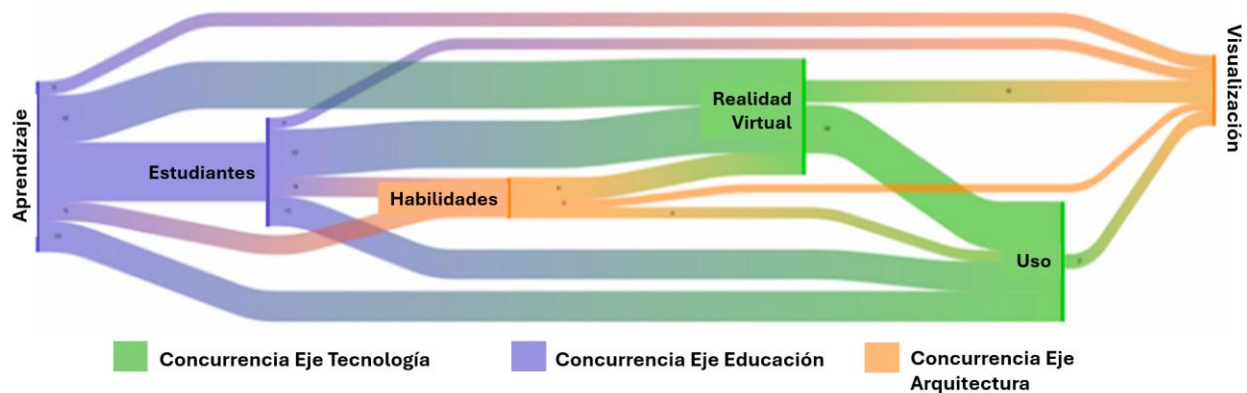 Aprendizaje
Estudiantes
Habilidades
Realidad
Virtual
Uso
Visualización
Concurrencia Eje Tecnología
Concurrencia Eje Educación
Concurrencia Eje
Arquitectura